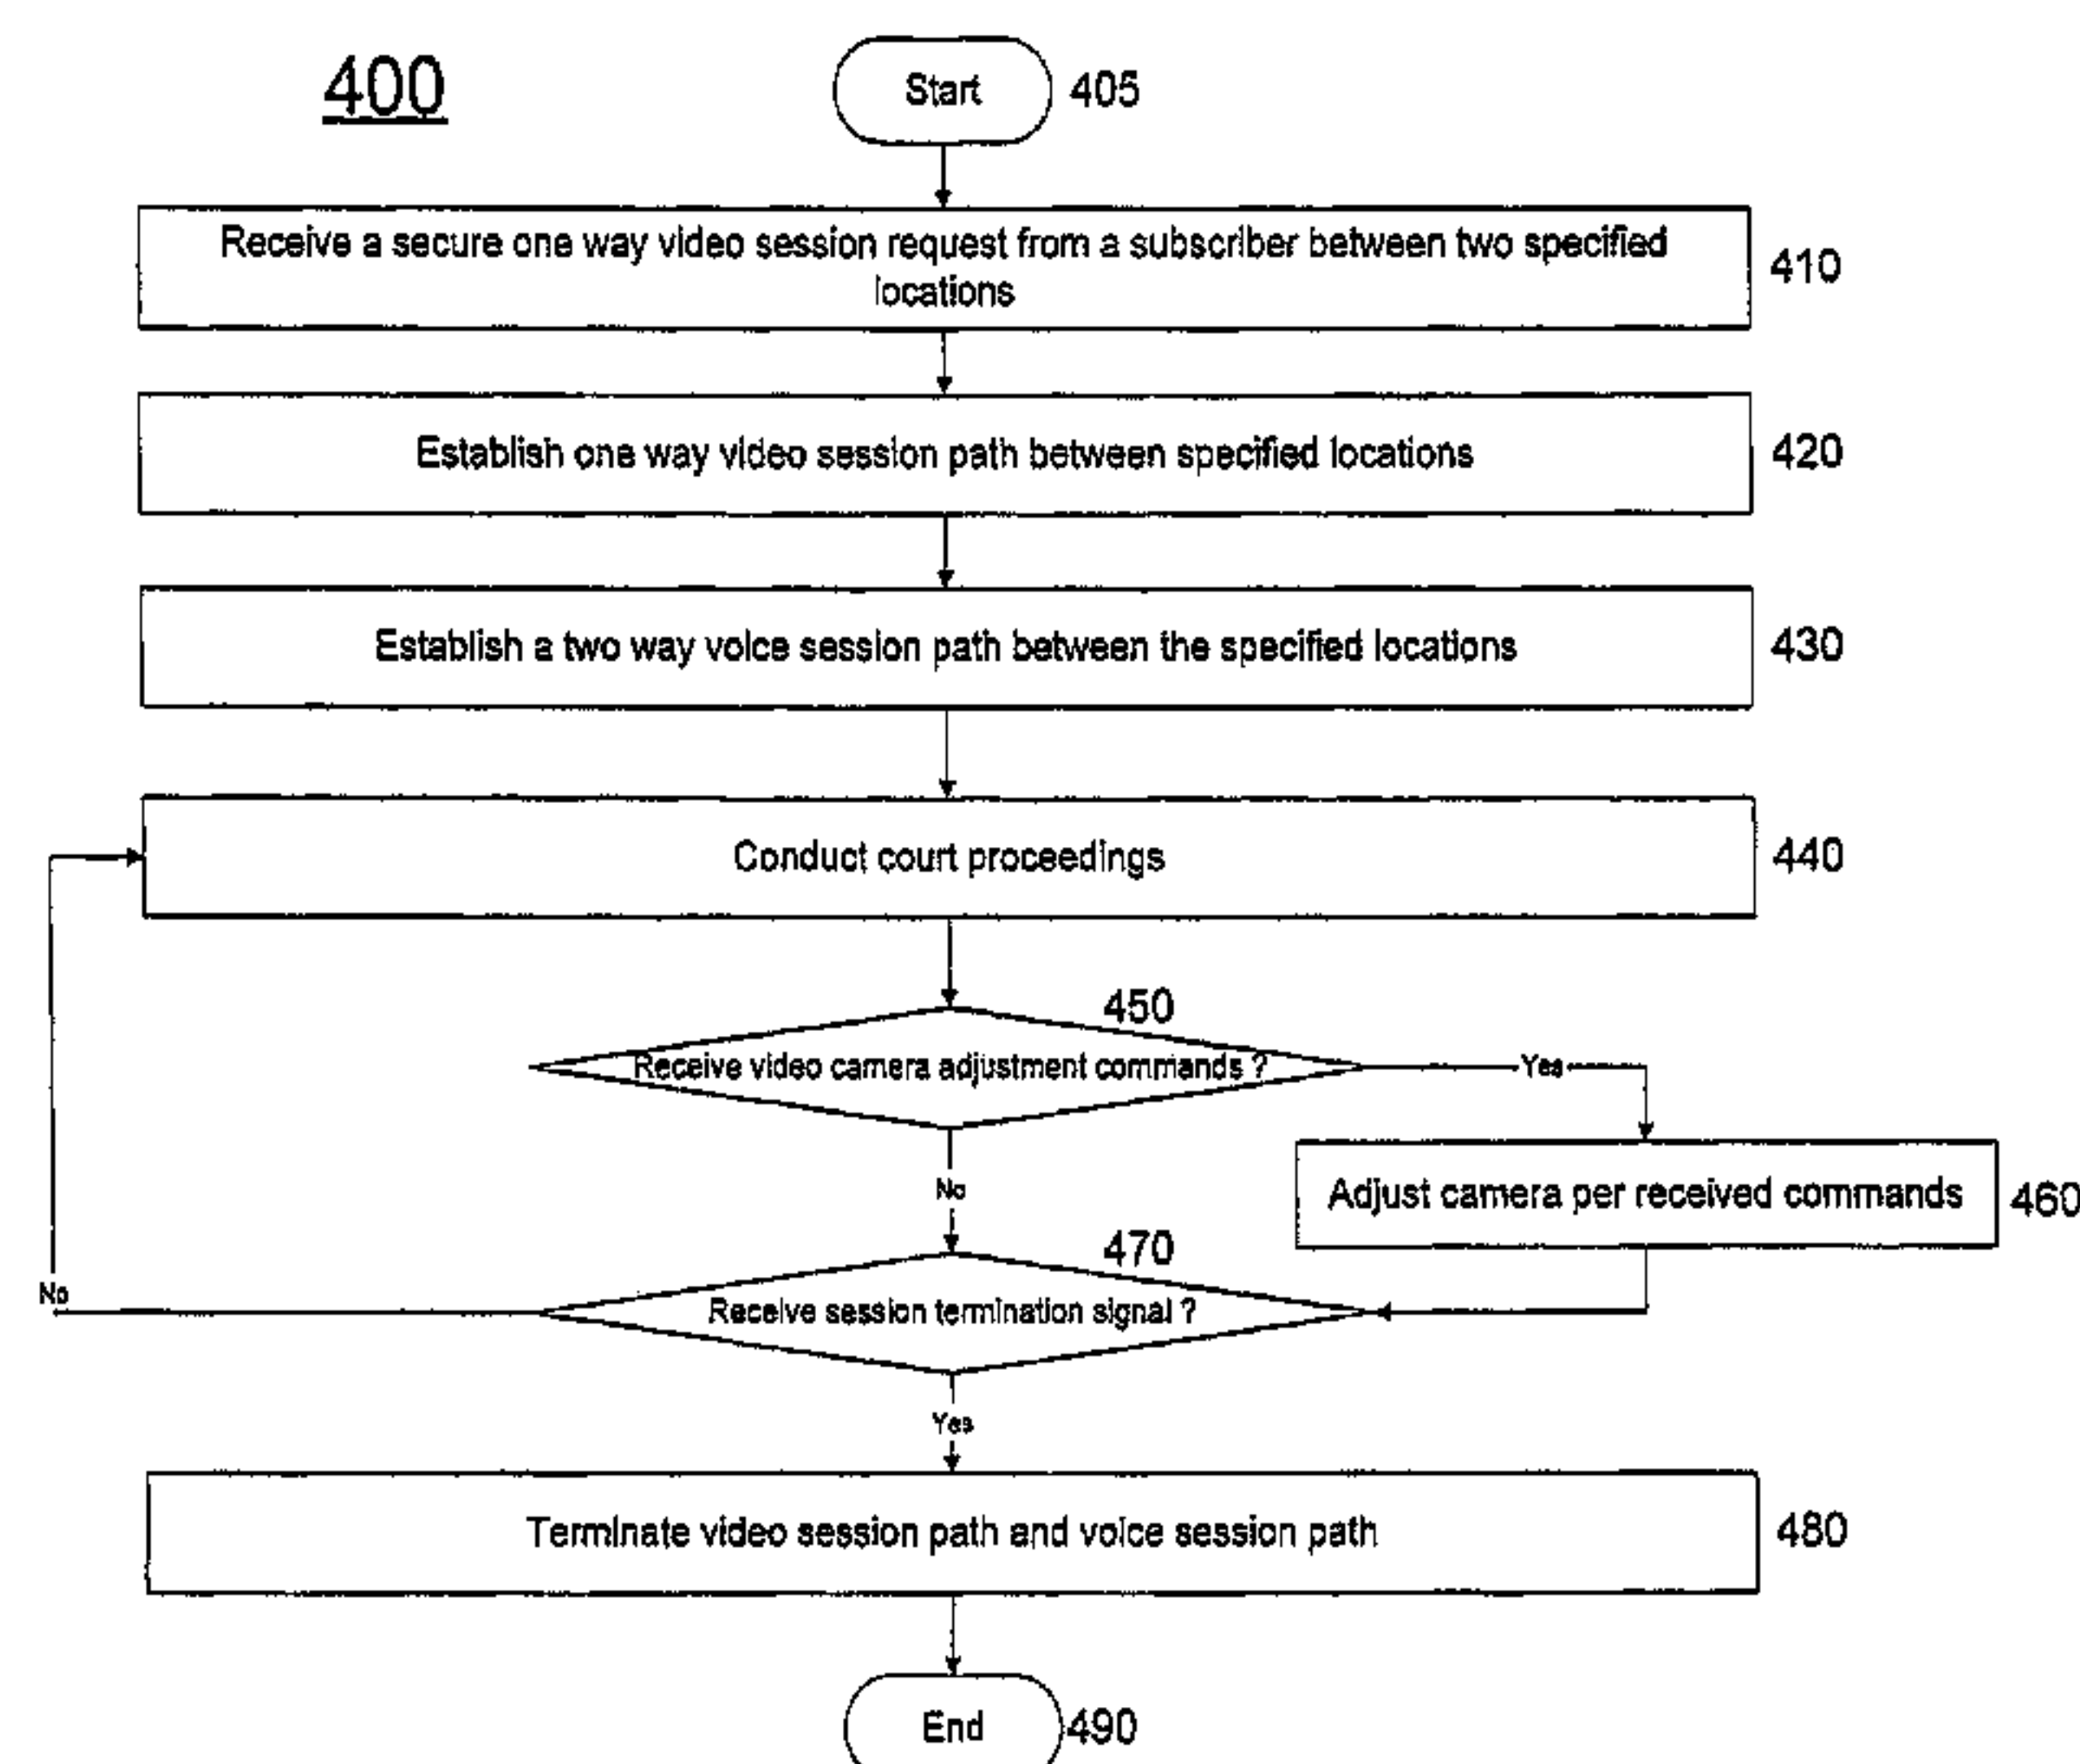 400
Start
405
Receive a secure one way video session request from a subscriber between two specified
locations
410
Establish one way video session path between specified locations
420
Establish a two way voice session path between the specified locations
430
Conduct court proceedings
440
450
Receive video camera adjustment commands ?
Yes
No
Adjust camera per received commands
460
470
Receive session termination signal ?
No
Yes
Terminate video session path and voice session path
480
End
490